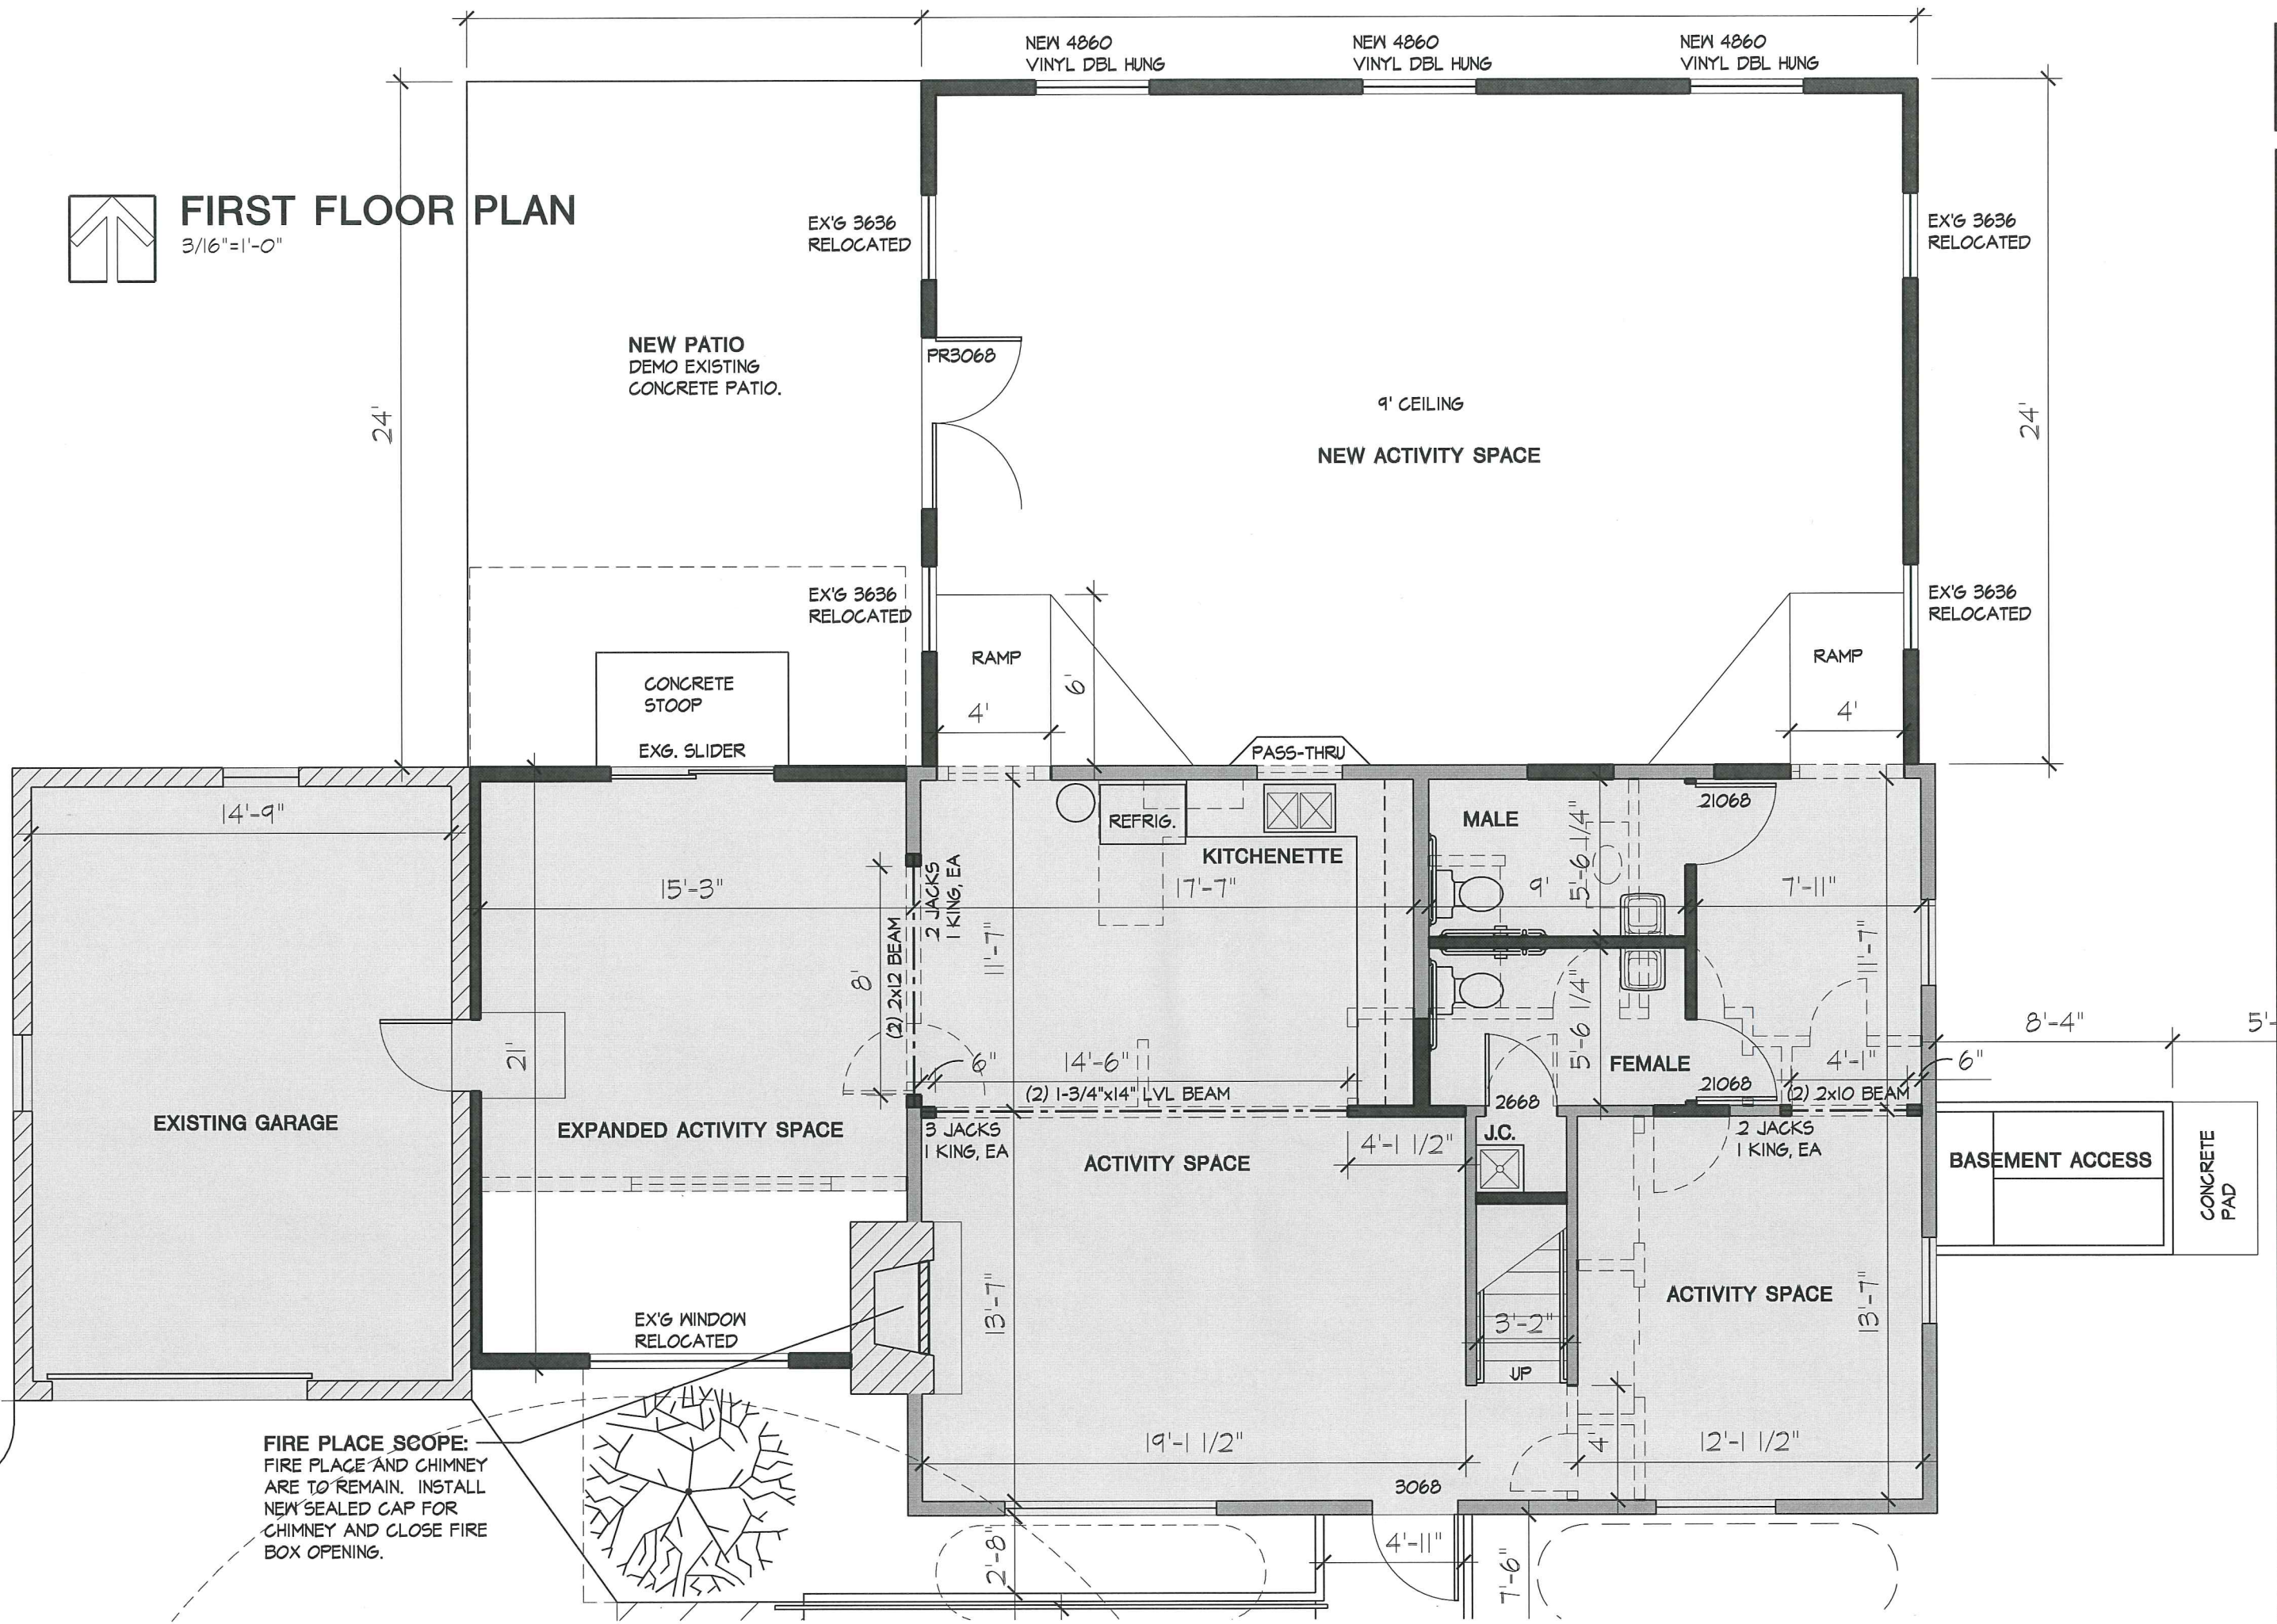 NEW 4860
VINYL DBL HUNG
NEW 4860
VINYL DBL HUNG
NEW 4860
VINYL DBL HUNG
FIRST FLOOR PLAN
3/16"=1'-0"
EX'G 3636
RELOCATED
EX'G 3636
RELOCATED
NEW PATIO
DEMO EXISTING
CONCRETE PATIO.
PR3068
24'
9' CEILING
NEW ACTIVITY SPACE
24'
EX'G 3636
RELOCATED
EX'G 3636
RELOCATED
RAMP
RAMP
6'
4'
4'
CONCRETE
STOOP
EXG. SLIDER
PASS-THRU
14'-9"
REFRIG.
KITCHENETTE
MALE
21068
5'-6 1/4"
15'-3"
17'-7"
9'
7'-11"
2 JACKS
1 KING, EA
(2) 2x12 BEAM
8'
11'-7"
11'-7"
21'
6"
14'-6"
(2) 1-3/4"x14" LVL BEAM
5'-6 1/4"
FEMALE
21068
4'-1"
6"
(2) 2x10 BEAM
8'-4"
5'-
2668
J.C.
EXISTING GARAGE
EXPANDED ACTIVITY SPACE
3 JACKS
1 KING, EA
ACTIVITY SPACE
4'-1 1/2"
2 JACKS
1 KING, EA
BASEMENT ACCESS
CONCRETE
PAD
13'-7"
ACTIVITY SPACE
13'-7"
EX'G WINDOW
RELOCATED
3'-2"
UP
FIRE PLACE SCOPE:
FIRE PLACE AND CHIMNEY
ARE TO REMAIN. INSTALL
NEW SEALED CAP FOR
CHIMNEY AND CLOSE FIRE
BOX OPENING.
19'-1 1/2"
4'
12'-1 1/2"
3068
2'-8"
4'-11"
7'-6"